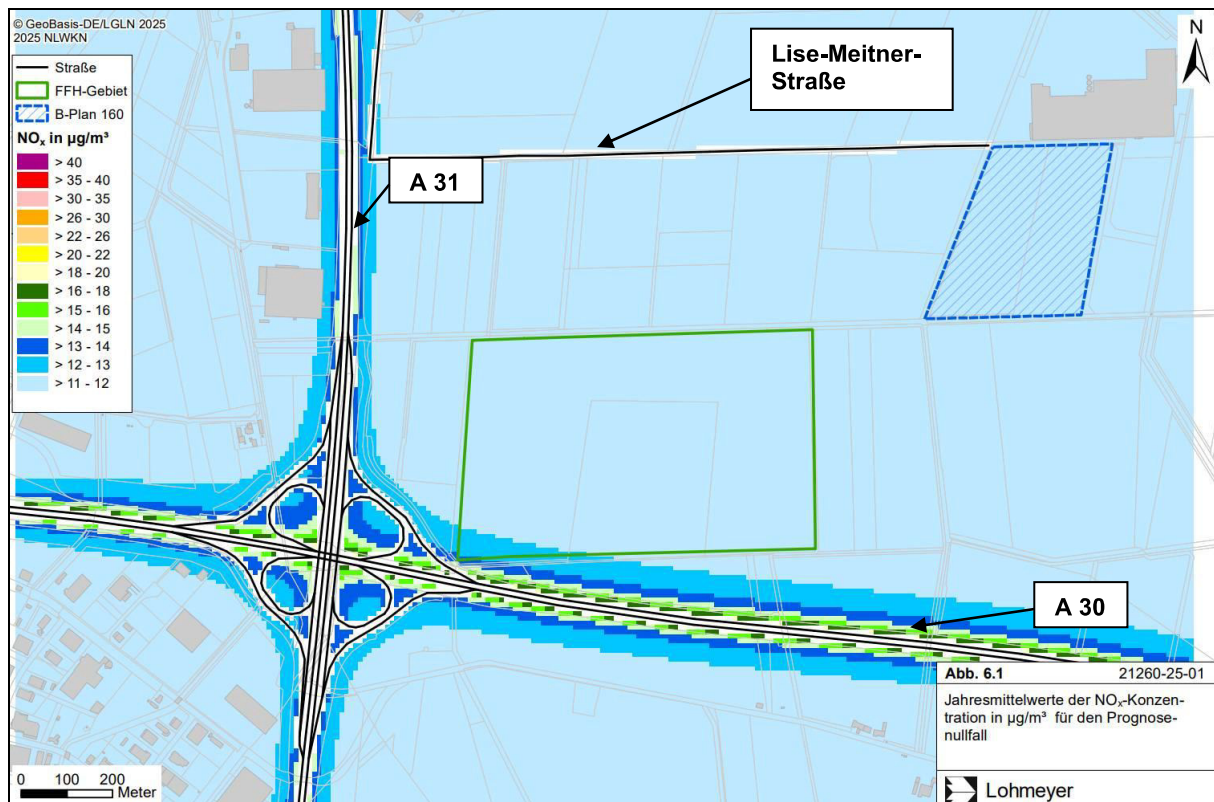 © GeoBasis-DE/LGLN 2025
2025 NLWKN
Straße
FFH-Gebiet
B-Plan 160
NOₓ in µg/m³
> 40
> 35 - 40
> 30 - 35
> 26 - 30
> 22 - 26
> 20 - 22
> 18 - 20
> 16 - 18
> 15 - 16
> 14 - 15
> 13 - 14
> 12 - 13
> 11 - 12
Lise-Meitner-
Straße
N
A 31
A 30
0 100 200
Meter
Abb. 6.1 21260-25-01
Jahresmittelwerte der NOₓ-Konzen-
tration in µg/m³ für den Prognose-
nullfall
Lohmeyer